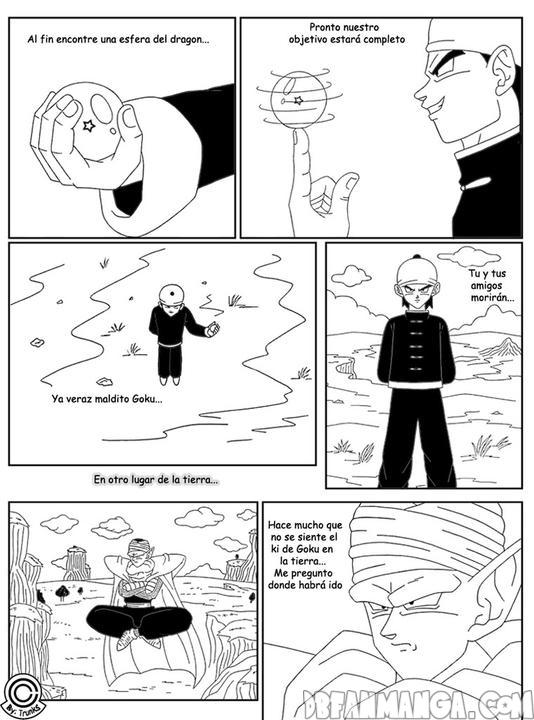 Al fin encontre una esfera del dragon...
Pronto nuestro
objetivo estará completo
Ya veraz maldito Goku...
Tu y tus
amigos
morirán...
En otro lugar de la tierra...
Hace mucho que
no se siente el
ki de Goku en
la tierra...
Me pregunto
donde habrá ido
By: Trunks
DBFANMANGA.COM